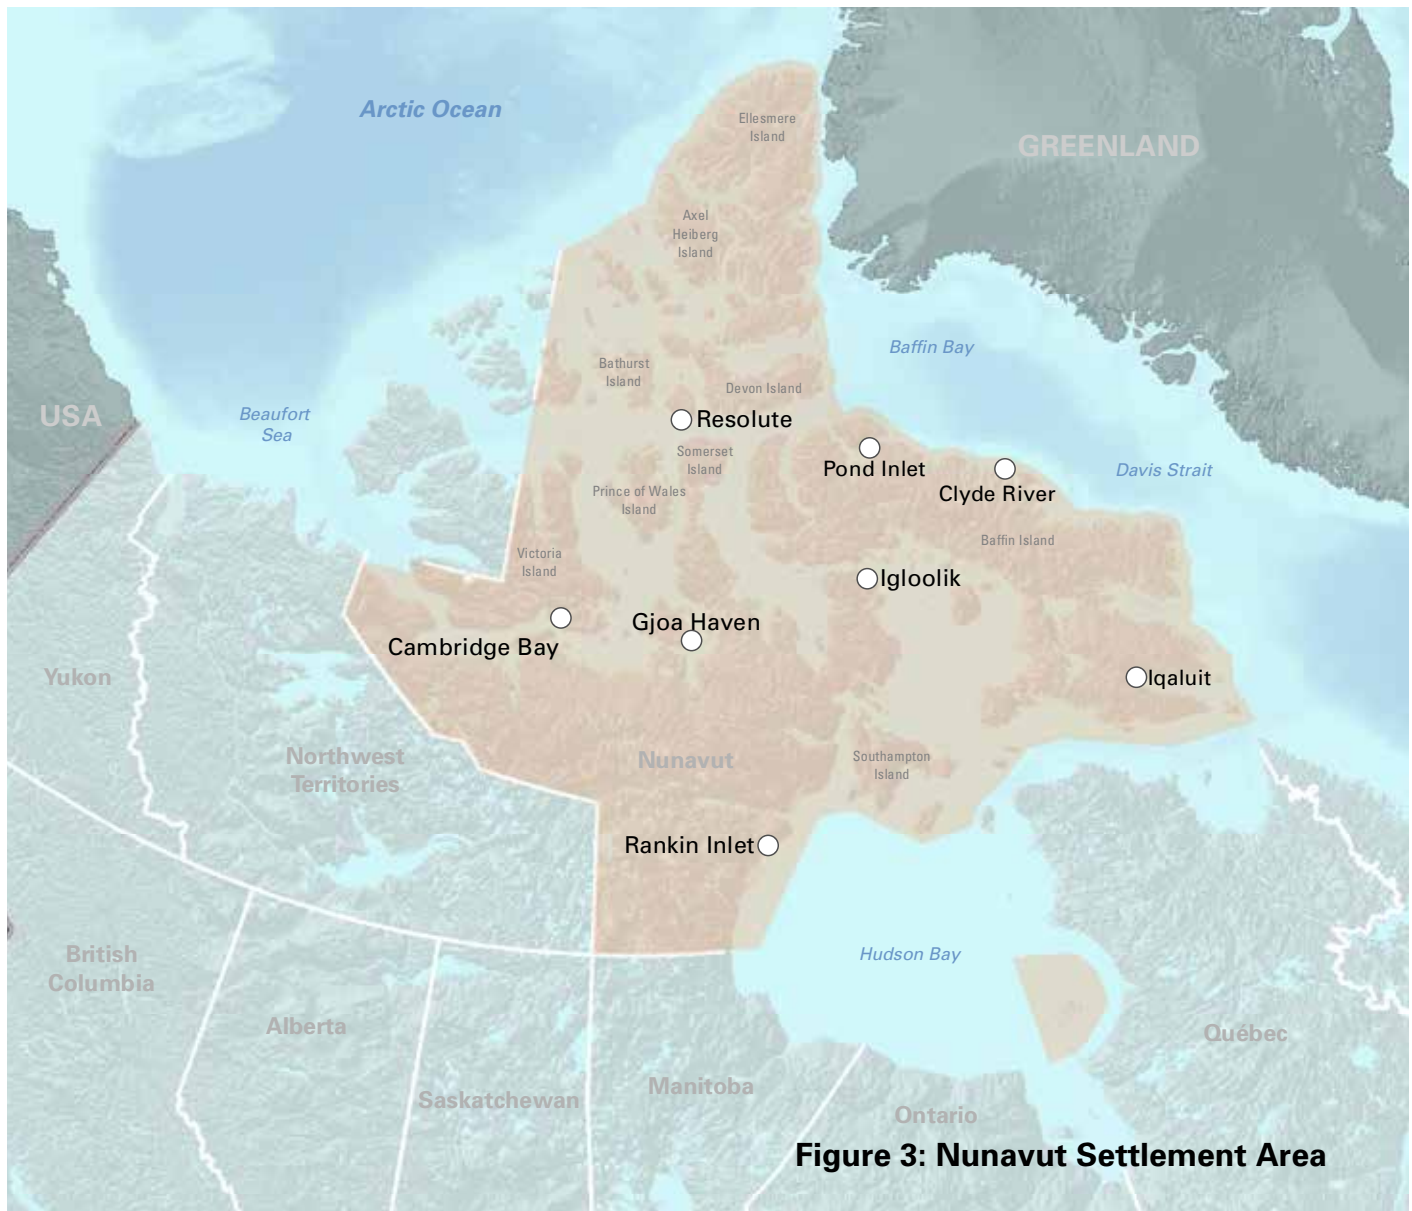 Arctic Ocean
Ellesmere
Island
GREENLAND
Axel
Heiberg
Island
Baffin Bay
Bathurst
Island
Devon Island
USA
Beaufort
Sea
Resolute
Somerset
Island
Pond Inlet
Clyde River
Davis Strait
Prince of Wales
Island
Baffin Island
Victoria
Island
Igloolik
Gjoa Haven
Cambridge Bay
Yukon
Iqaluit
Northwest
Territories
Nunavut
Southampton
Island
Rankin Inlet
British
Columbia
Hudson Bay
Alberta
Québec
Saskatchewan
Manitoba
Ontario
Figure 3: Nunavut Settlement Area